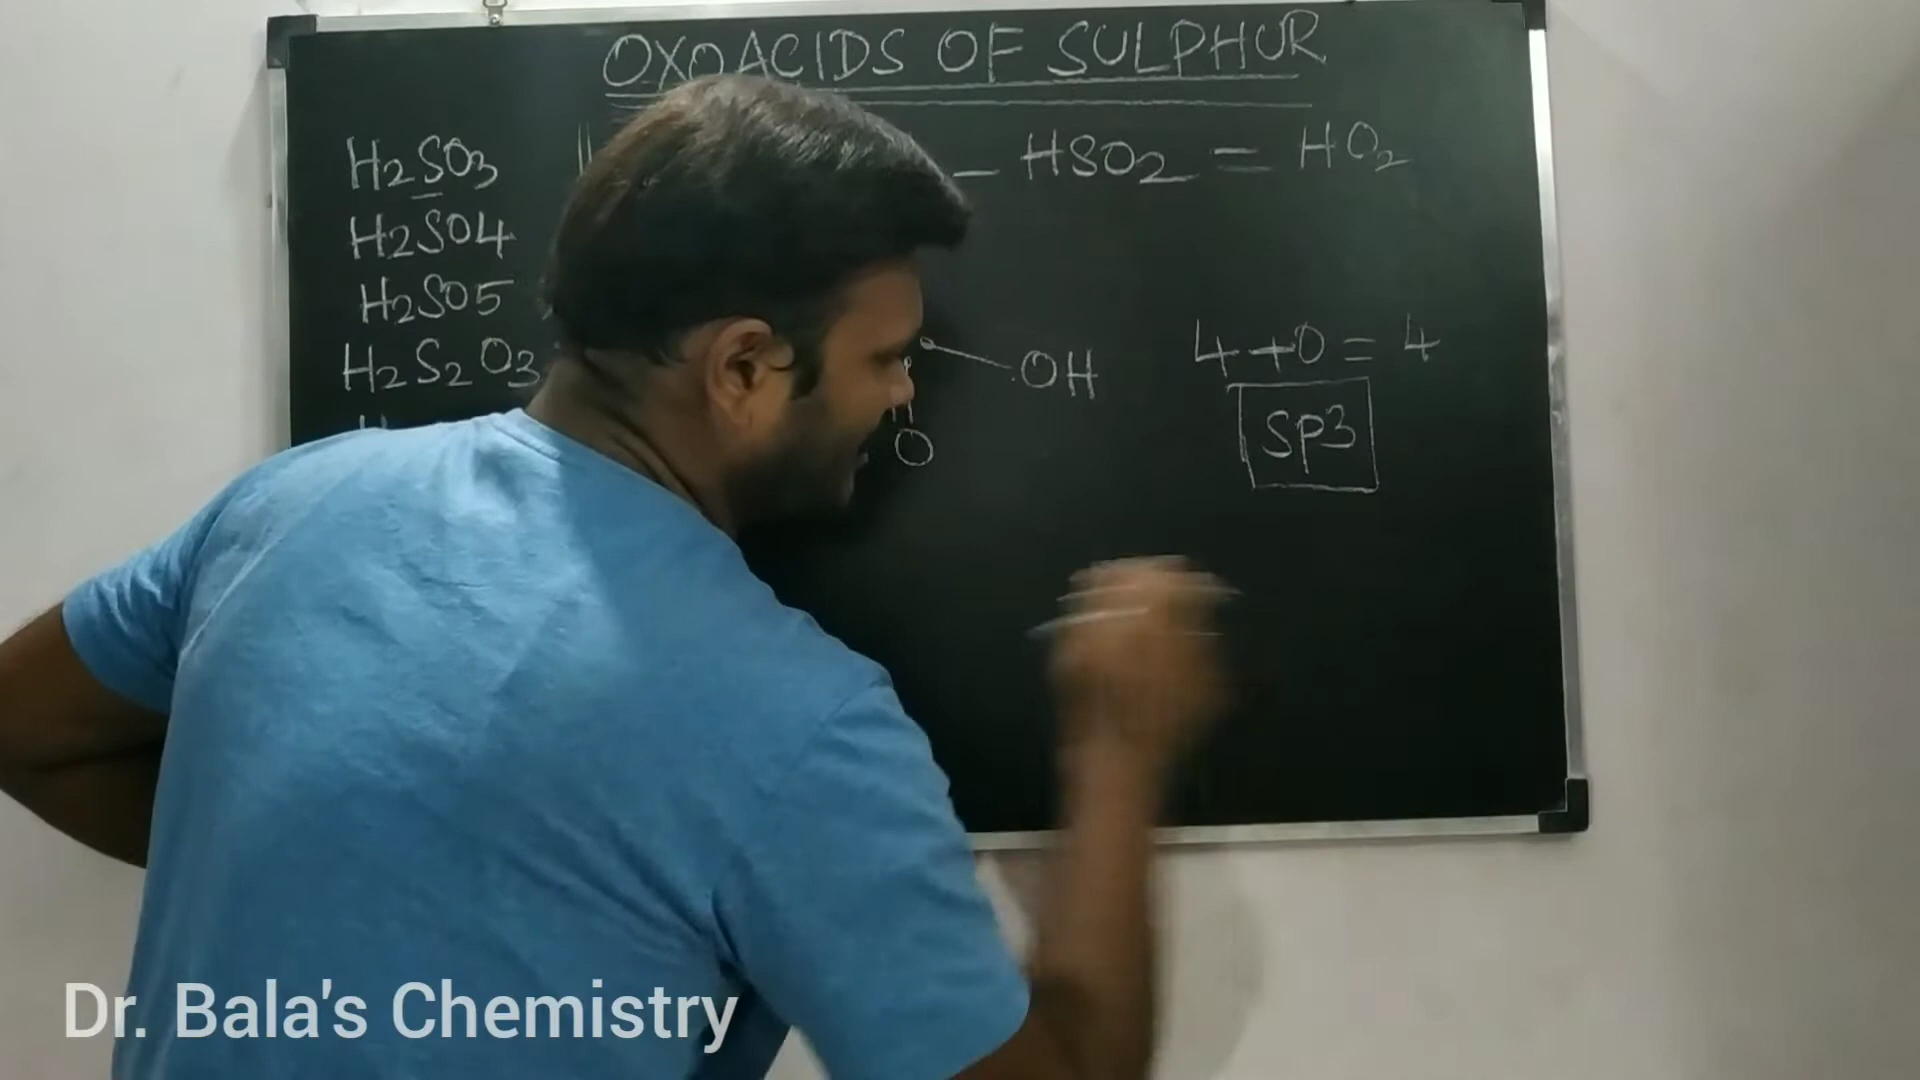 OXOACIDS OF SULPHUR
H2SO3
- HSO2 = HO2
H2SO4
H2SO5
H2S2O3
OH
O
4+0 = 4
SP3
Dr. Bala's Chemistry